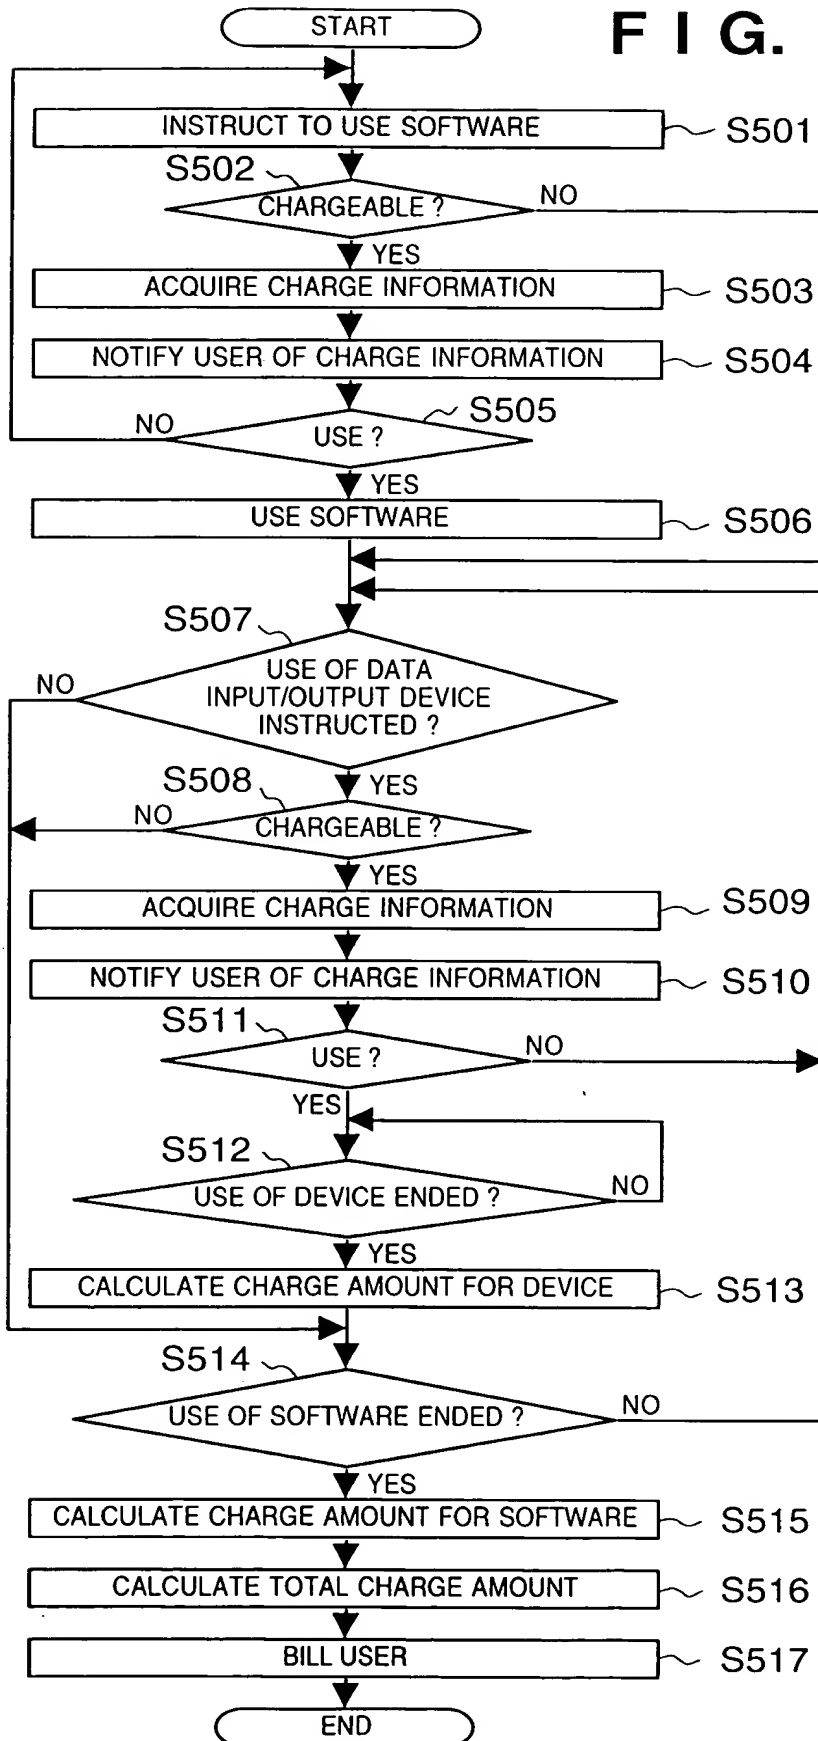 START
F I G.
INSTRUCT TO USE SOFTWARE
S501
S502
CHARGEABLE ?
NO
YES
ACQUIRE CHARGE INFORMATION
S503
NOTIFY USER OF CHARGE INFORMATION
S504
S505
NO
USE ?
YES
USE SOFTWARE
S506
S507
NO
USE OF DATA
INPUT/OUTPUT DEVICE
INSTRUCTED ?
YES
S508
NO
CHARGEABLE ?
YES
ACQUIRE CHARGE INFORMATION
S509
NOTIFY USER OF CHARGE INFORMATION
S510
S511
USE ?
NO
YES
S512
USE OF DEVICE ENDED ?
NO
YES
CALCULATE CHARGE AMOUNT FOR DEVICE
S513
S514
USE OF SOFTWARE ENDED ?
NO
YES
CALCULATE CHARGE AMOUNT FOR SOFTWARE
S515
CALCULATE TOTAL CHARGE AMOUNT
S516
BILL USER
S517
END